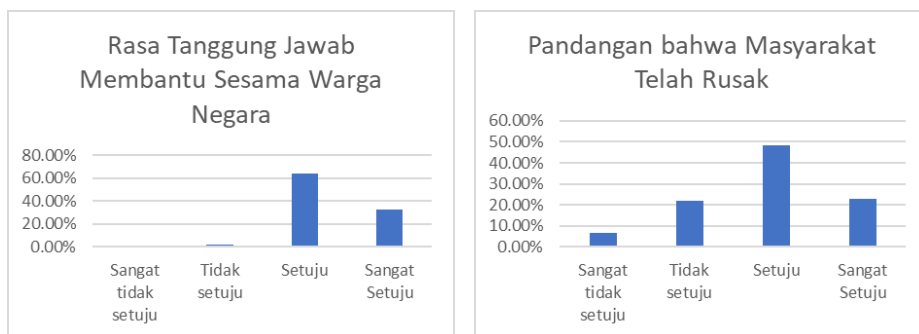 Rasa Tanggung Jawab
Membantu Sesama Warga
Negara
80.00%
60.00%
40.00%
20.00%
0.00%
Sangat tidak setuju
Tidak setuju
Setuju
Sangat Setuju
Pandangan bahwa Masyarakat
Telah Rusak
60.00%
50.00%
40.00%
30.00%
20.00%
10.00%
0.00%
Sangat tidak setuju
Tidak setuju
Setuju
Sangat Setuju